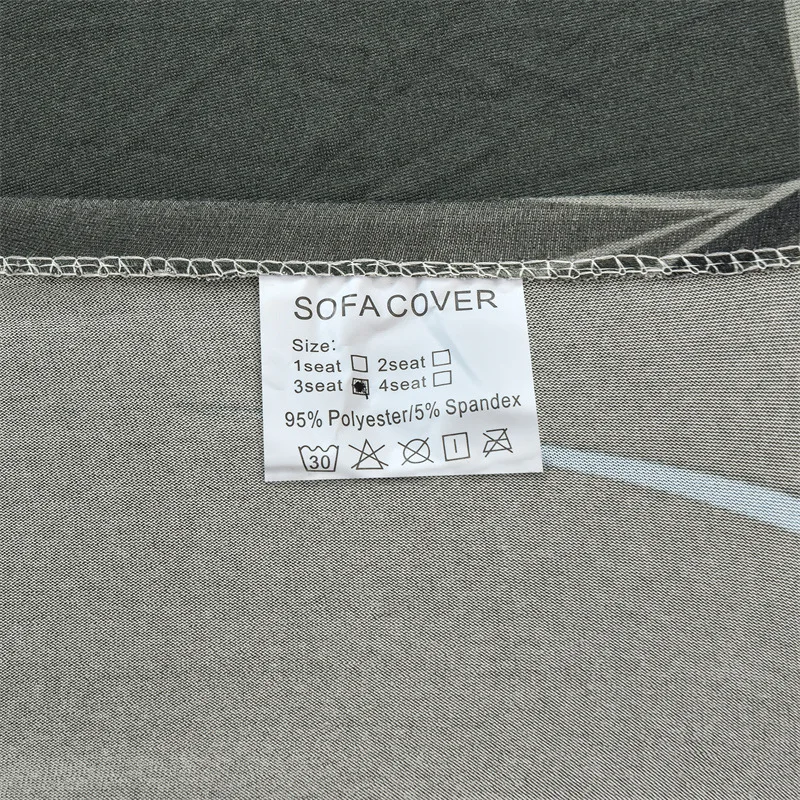 SOFA COVER
Size:
1seat 2seat
3seat 4seat
95% Polyester/5% Spandex
30